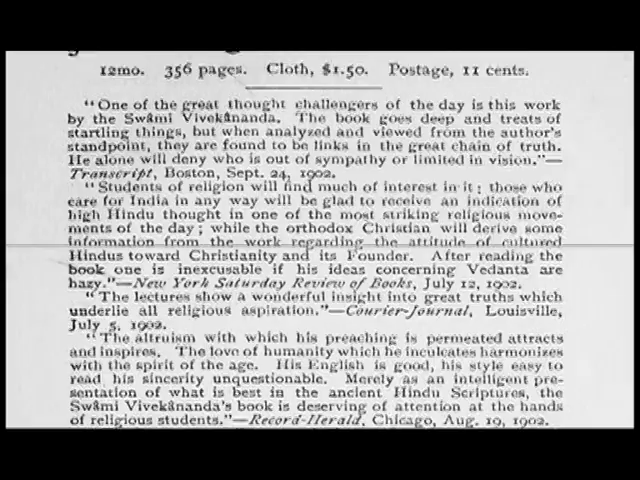 12mo. 356 pages. Cloth, $1.50. Postage, 11 cents.
"One of the great thought challengers of the day is this work
by the Swâmi Vivekânanda. The book goes deep and treats of
startling things, but when analyzed and viewed from the author's
standpoint, they are found to be links in the great chain of truth.
He alone will deny who is out of sympathy or limited in vision."—
Transcript, Boston, Sept. 24, 1902.
"Students of religion will find much of interest in it; those who
care for India in any way will be glad to receive an indication of
high Hindu thought in one of the most striking religious move-
ments of the day; while the orthodox Christian will derive some
information from the work regarding the attitude of cultured
Hindus toward Christianity and its Founder. After reading the
book one is inexcusable if his ideas concerning Vedanta are
hazy."—New York Saturday Review of Books, July 12, 1902.
"The lectures show a wonderful insight into great truths which
underlie all religious aspiration."—Courier-Journal, Louisville,
July 5, 1902.
"The altruism with which his preaching is permeated attracts
and inspires. The love of humanity which he inculcates harmonizes
with the spirit of the age. His English is good, his style easy to
read his sincerity unquestionable. Merely as an intelligent pre-
sentation of what is best in the ancient Hindu Scriptures, the
Swâmi Vivekânanda's book is deserving of attention at the hands
of religious students."—Record-Herald, Chicago, Aug. 19, 1902.